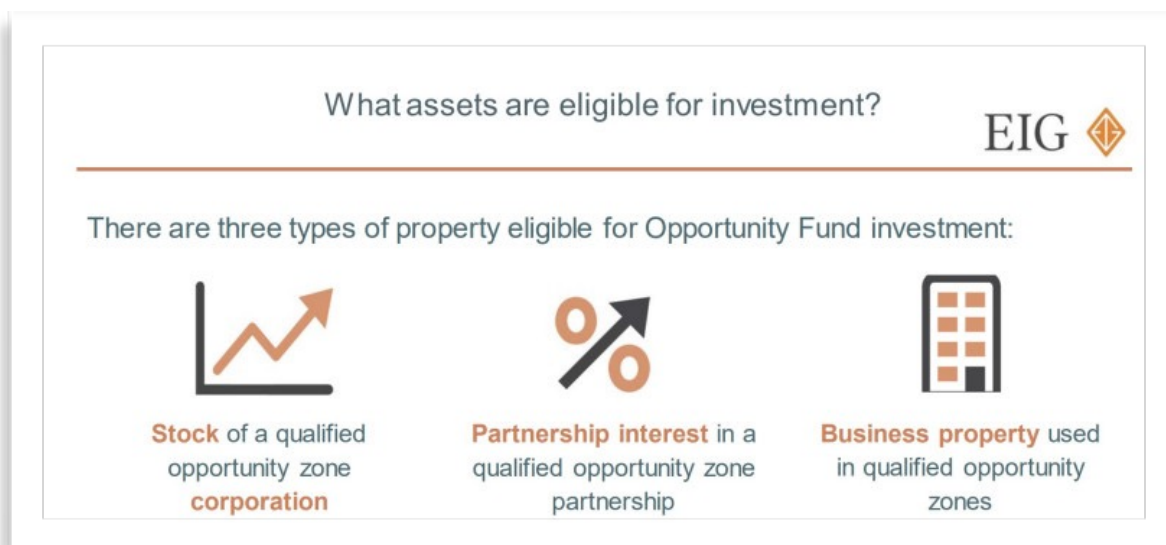 What assets are eligible for investment?
EIG
There are three types of property eligible for Opportunity Fund investment:
Stock of a qualified
opportunity zone
corporation
Partnership interest in a
qualified opportunity zone
partnership
Business property used
in qualified opportunity
zones